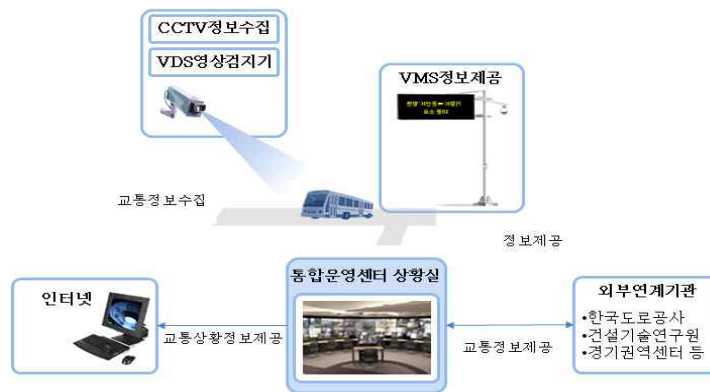 CCTV정보수집
VDS영상검지기
VMS정보제공
교통정보수집
정보제공
통합운영센터 상황실
인터넷
외부연계기관
•한국도로공사
•건설기술연구원
•경기권역센터 등
교통상황정보제공
교통정보제공